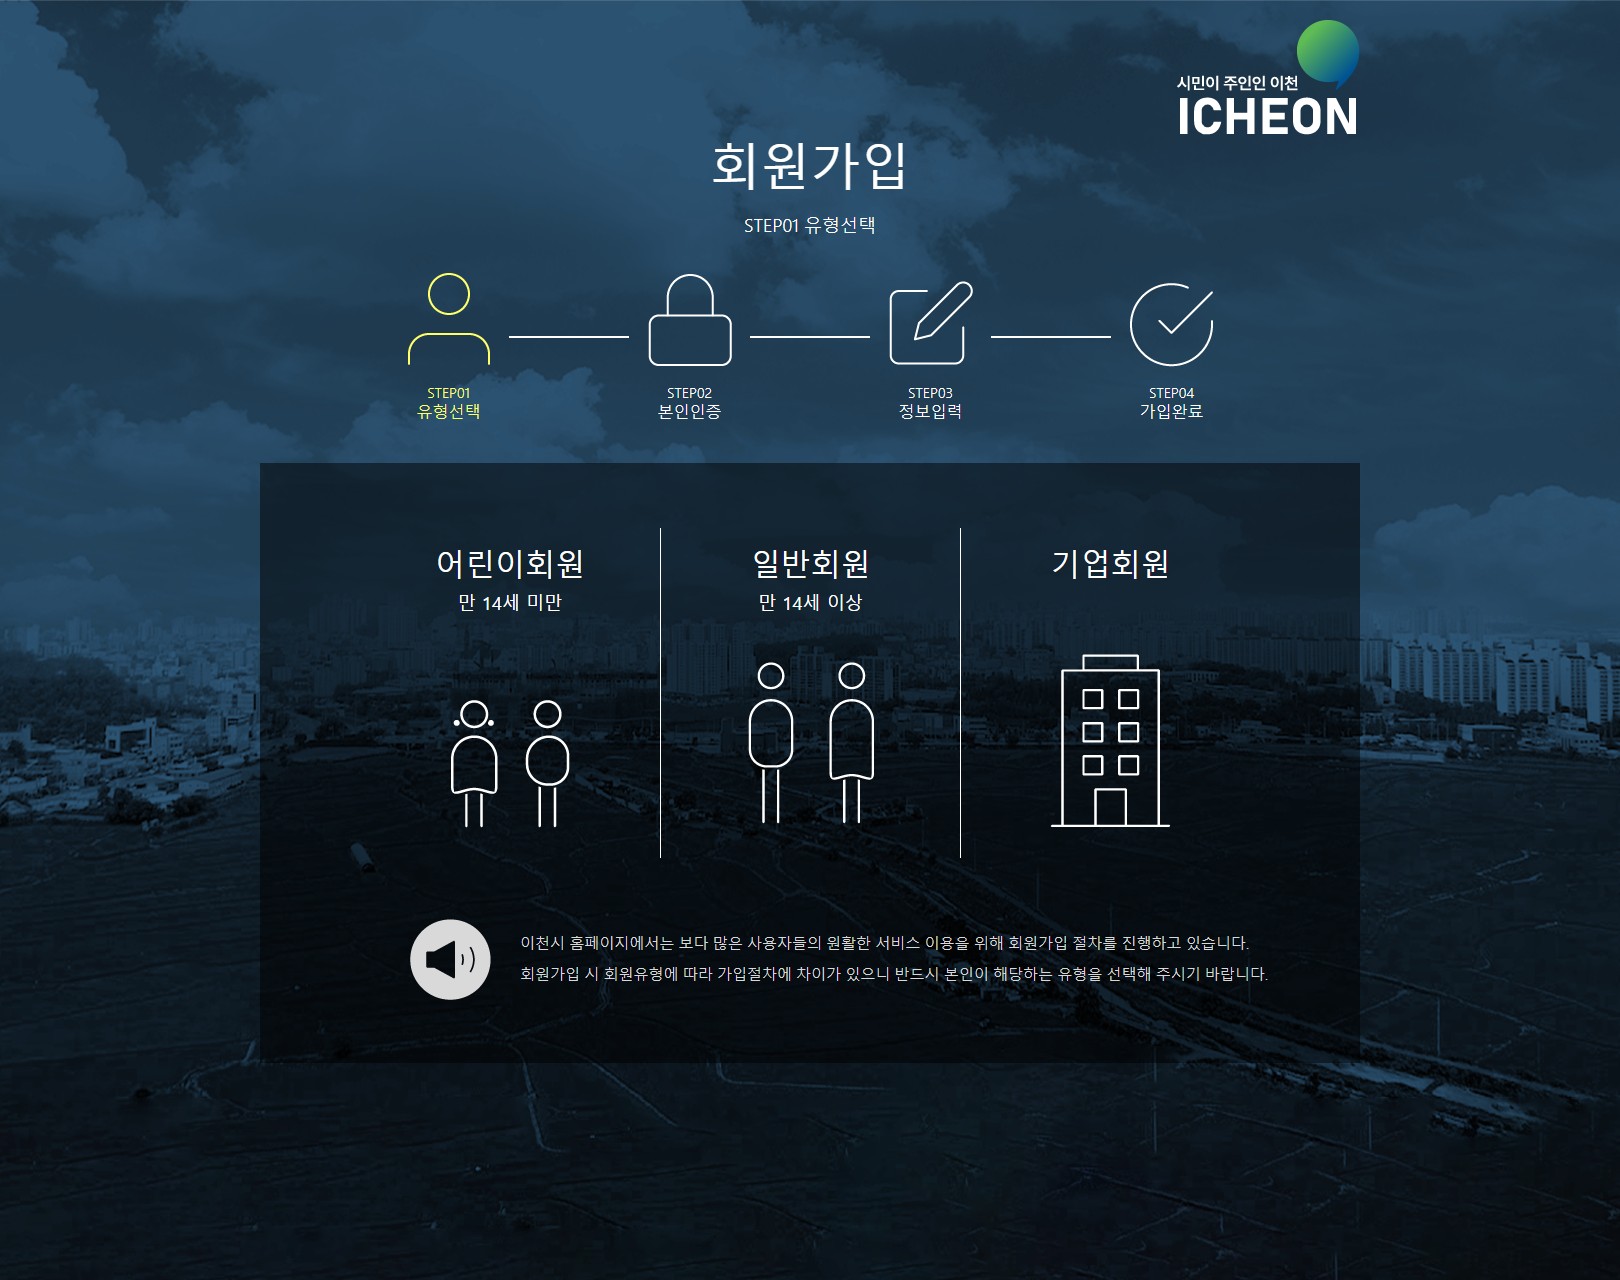 시민이 주인인 이천
ICHEON
회원가입
STEP01 유형선택
STEP01
유형선택
STEP02
본인인증
STEP03
정보입력
STEP04
가입완료
어린이회원
만 14세 미만
일반회원
만 14세 이상
기업회원
이천시 홈페이지에서는 보다 많은 사용자들의 원활한 서비스 이용을 위해 회원가입 절차를 진행하고 있습니다.
회원가입 시 회원유형에 따라 가입절차에 차이가 있으니 반드시 본인이 해당하는 유형을 선택해 주시기 바랍니다.